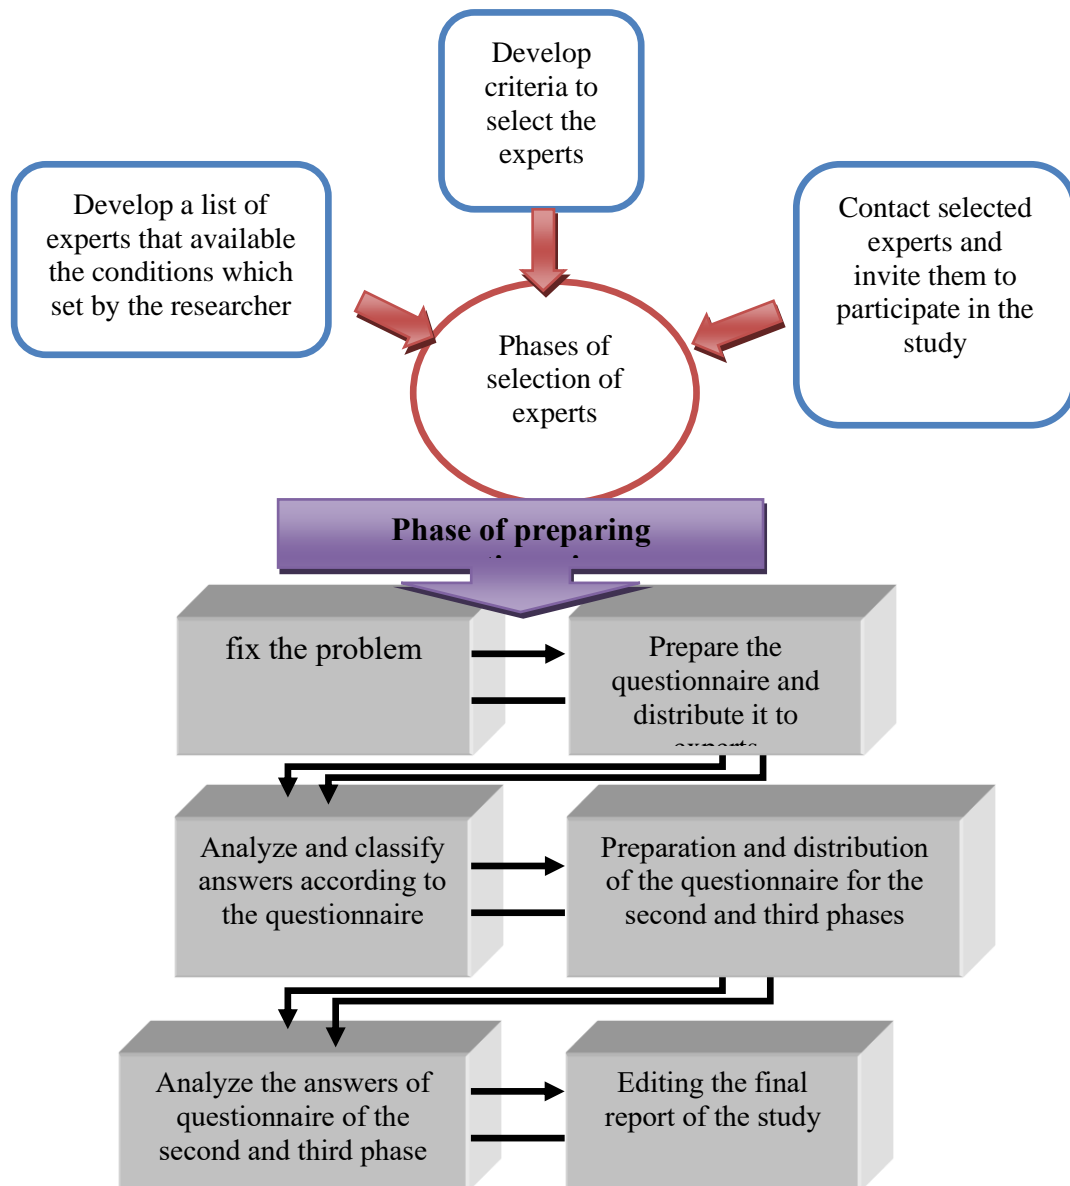 Develop
criteria to
select the
experts
Develop a list of
experts that available
the conditions which
set by the researcher
Contact selected
experts and
invite them to
participate in the
study
Phases of
selection of
experts
Phase of preparing
fix the problem
Prepare the
questionnaire and
distribute it to
experts
Analyze and classify
answers according to
the questionnaire
Preparation and distribution
of the questionnaire for the
second and third phases
Analyze the answers of
questionnaire of the
second and third phase
Editing the final
report of the study